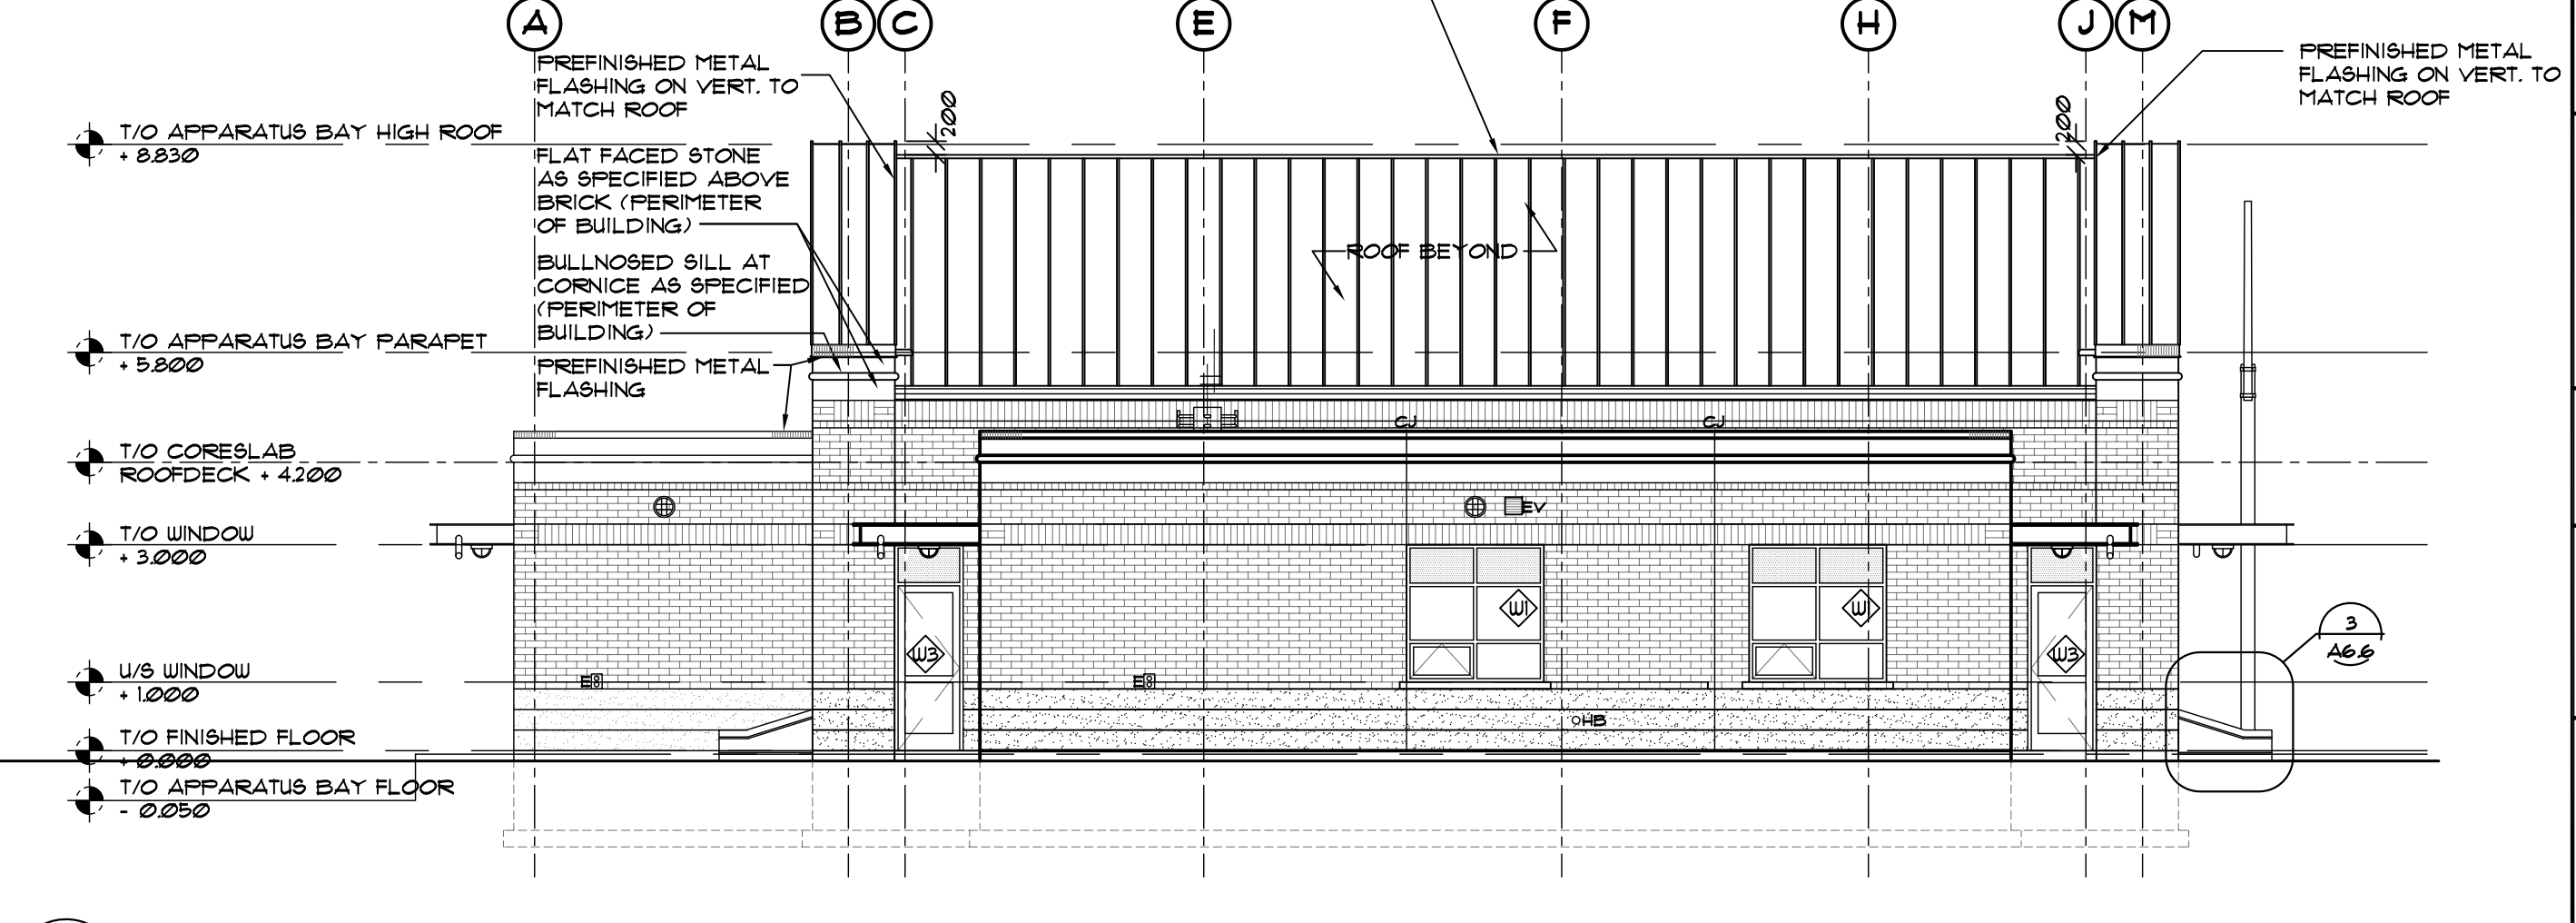 A B C E F H J M
PREFINISHED METAL
FLASHING ON VERT. TO
MATCH ROOF
200
200
PREFINISHED METAL
FLASHING ON VERT. TO
MATCH ROOF
T/O APPARATUS BAY HIGH ROOF
+ 8.830
FLAT FACED STONE
AS SPECIFIED ABOVE
BRICK (PERIMETER
OF BUILDING)
ROOF BEYOND
BULLNOSED SILL AT
CORNICE AS SPECIFIED
(PERIMETER OF
BUILDING)
T/O APPARATUS BAY PARAPET
+ 5.800
PREFINISHED METAL
FLASHING
CJ
CJ
T/O CORESLAB
ROOFDECK + 4.200
EV
T/O WINDOW
+ 3.000
W1
W1
3
A6.6
W3
W3
U/S WINDOW
+ 1.000
E
E
HB
T/O FINISHED FLOOR
+ 0.000
T/O APPARATUS BAY FLOOR
- 0.050